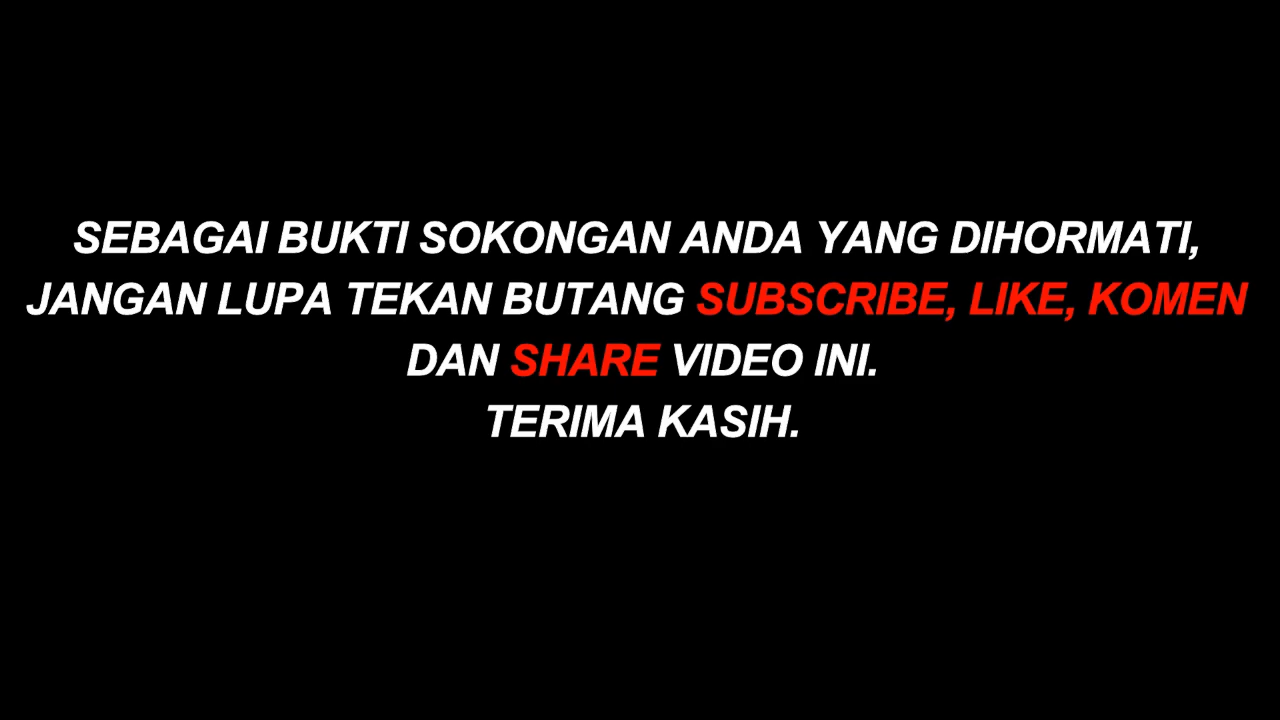 SEBAGAI BUKTI SOKONGAN ANDA YANG DIHORMATI,
JANGAN LUPA TEKAN BUTANG SUBSCRIBE, LIKE, KOMEN
DAN SHARE VIDEO INI.
TERIMA KASIH.